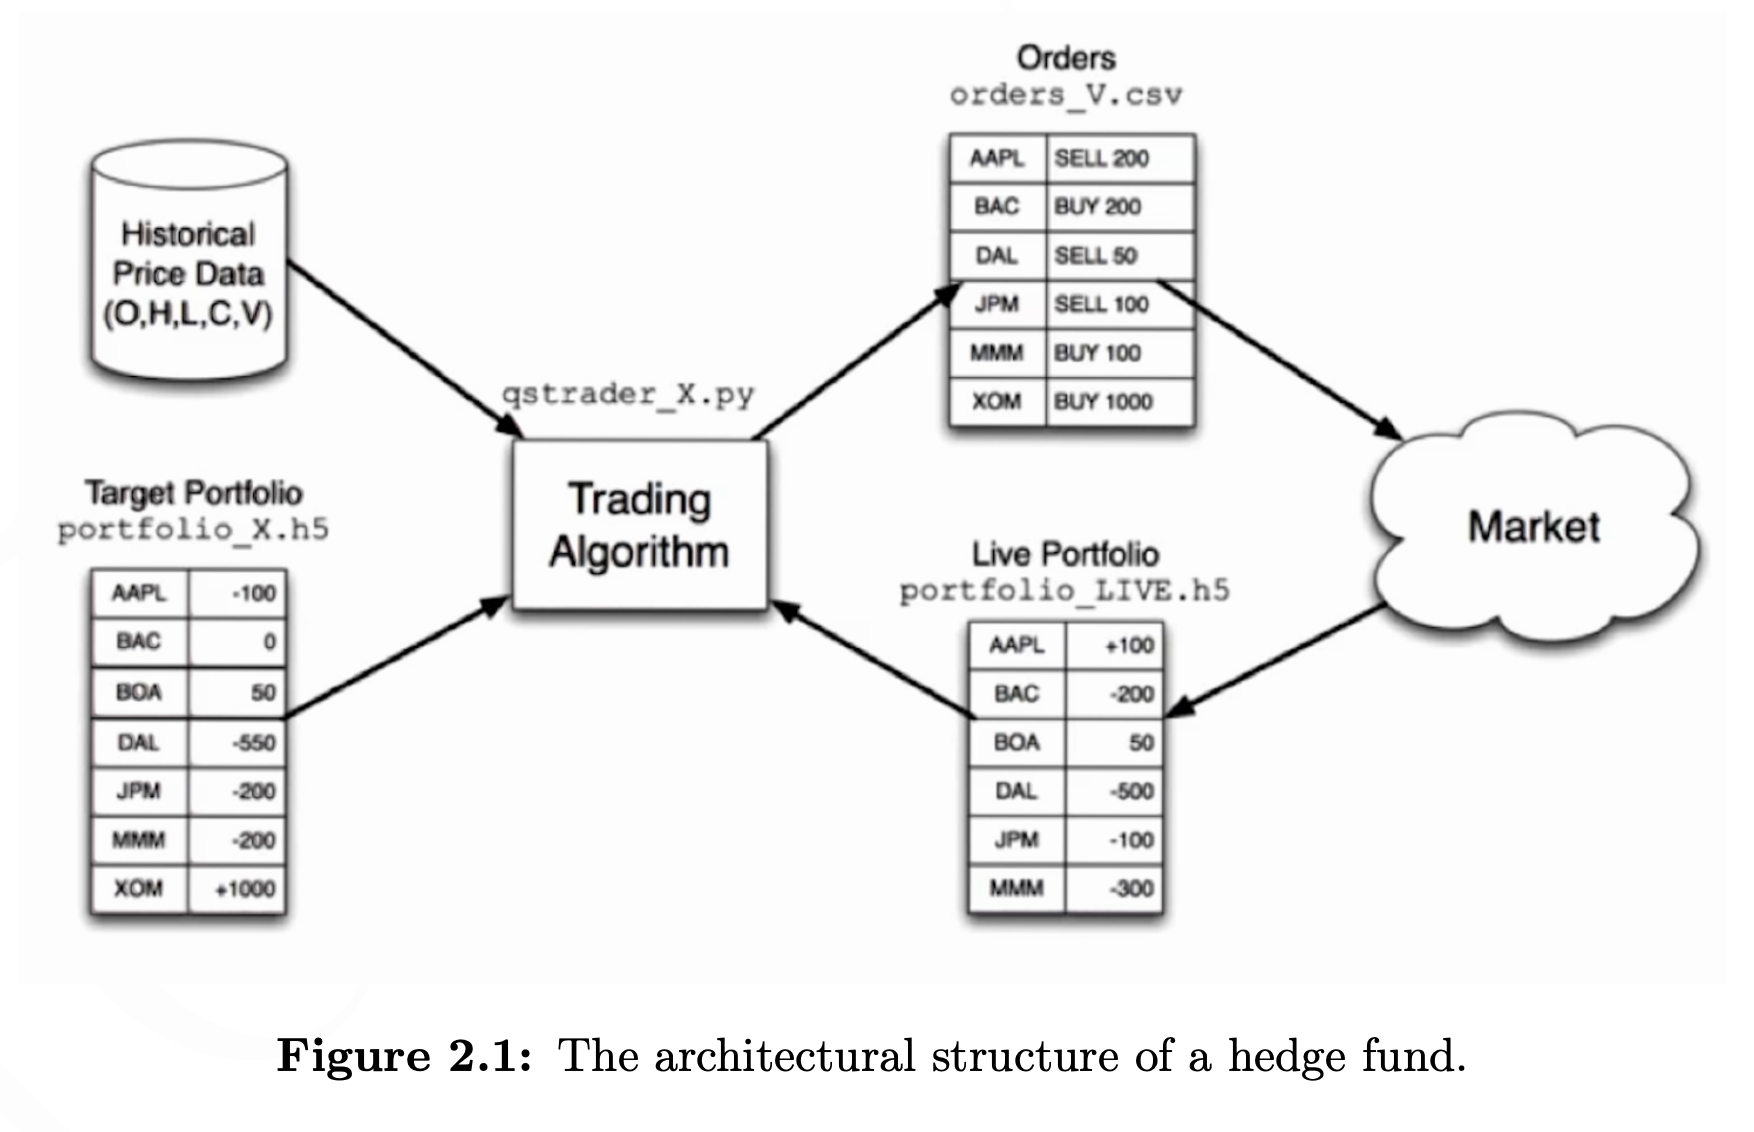 Orders
orders_V.csv
AAPL SELL 200
BAC BUY 200
DAL SELL 50
JPM SELL 100
MMM BUY 100
XOM BUY 1000
Historical
Price Data
(O,H,L,C,V)
qstrader_X.py
Trading
Algorithm
Target Portfolio
portfolio_X.h5
AAPL -100
BAC 0
BOA 50
DAL -550
JPM -200
MMM -200
XOM +1000
Market
Live Portfolio
portfolio_LIVE.h5
AAPL +100
BAC -200
BOA 50
DAL -500
JPM -100
MMM -300
Figure 2.1: The architectural structure of a hedge fund.